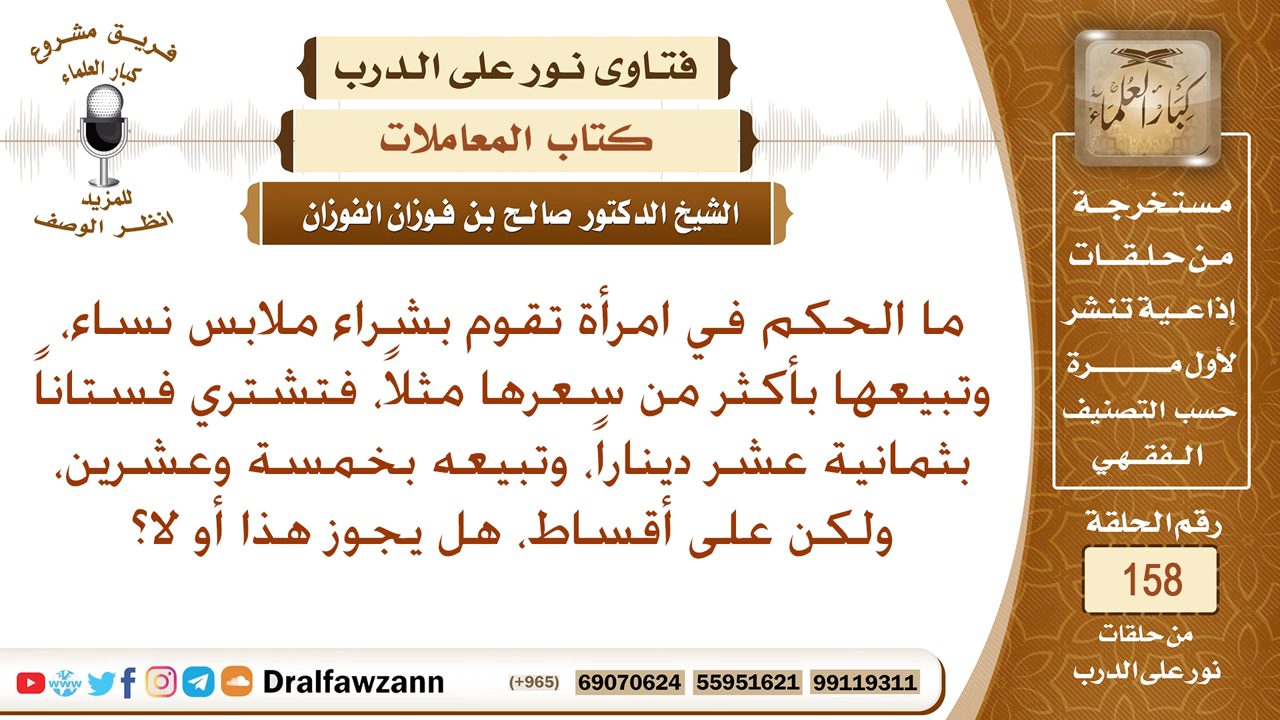 فريق مشروع
كبار العلماء
للمزيد
انظر الوصف
فتاوى نور على الدرب
كتاب المعاملات
الشيخ الدكتور صالح بن فوزان الفوزان
ما الحكم في امرأة تقوم بشراء ملابس نساء،
وتبيعها بأكثر من سعرها مثلاً، فتشتري فستاناً
بثمانية عشر ديناراً، وتبيعه بخمسة وعشرين،
ولكن على أقساط، هل يجوز هذا أو لا؟
كبار العلماء
مستخرجة
من حلقات
إذاعية تنشر
لأول مرة
حسب التصنيف
الفقهي
رقم الحلقة
158
من حلقات
نور على الدرب
www Dralfawzann (+965) 69070624 55951621 99119311